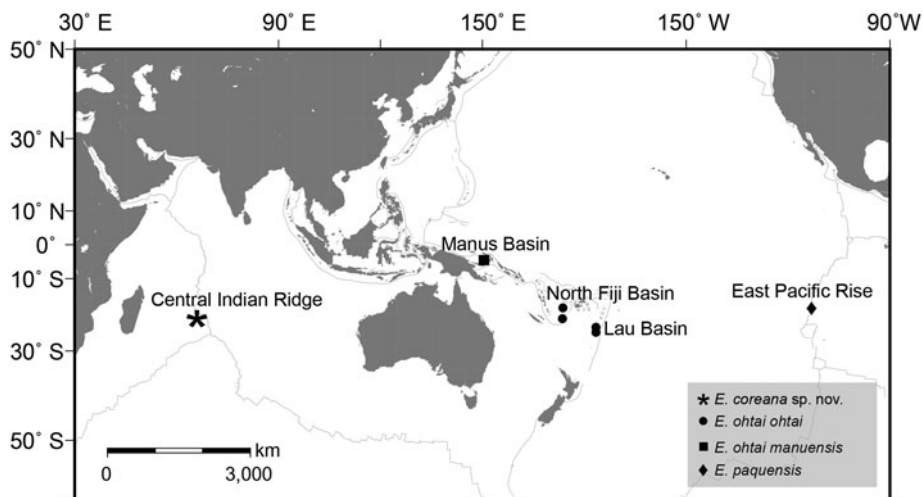 30° E 90° E 150° E 150° W 90° W
50° N
30° N
10° N
0°
10° S
30° S
50° S
Manus Basin
Central Indian Ridge
North Fiji Basin
East Pacific Rise
Lau Basin
km
0 3,000
E. coreana sp. nov.
E. ohtai ohtai
E. ohtai manuensis
E. paquensis